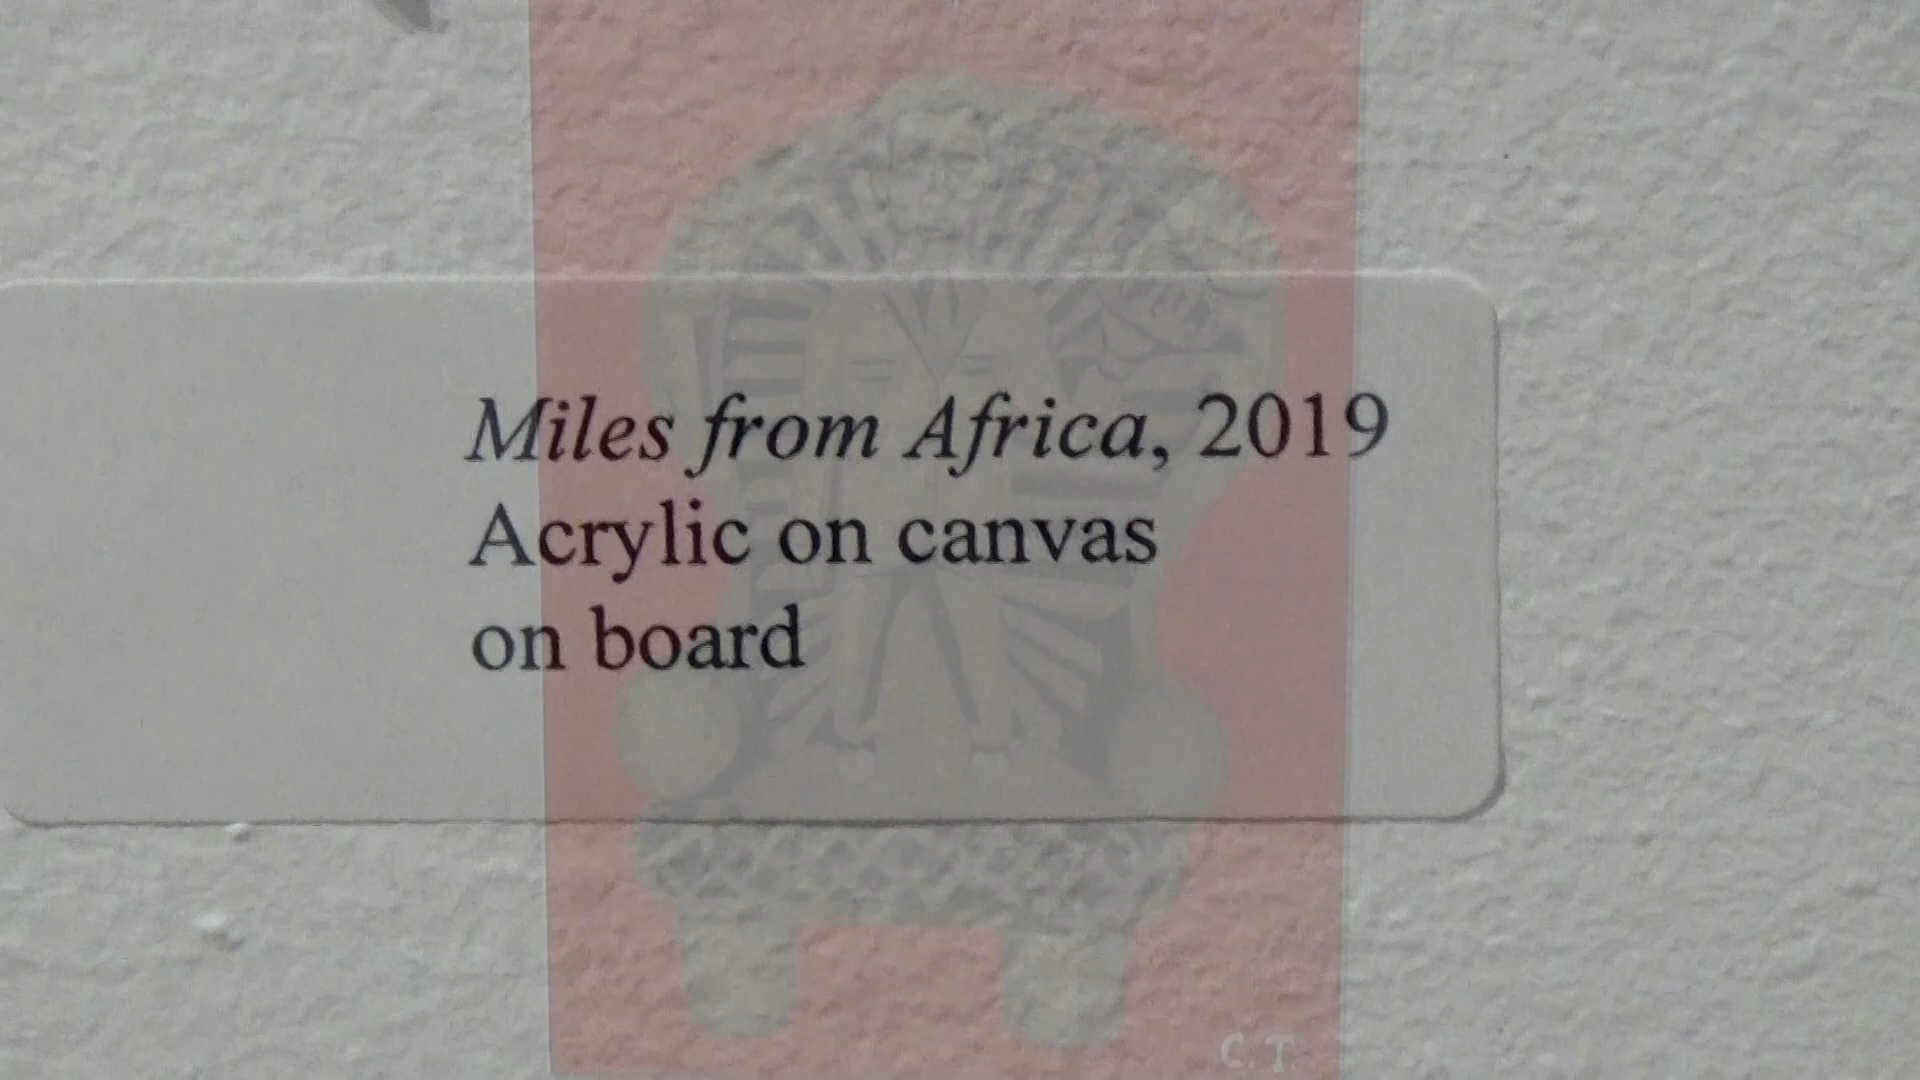 Miles from Africa, 2019
Acrylic on canvas
on board
C.T.